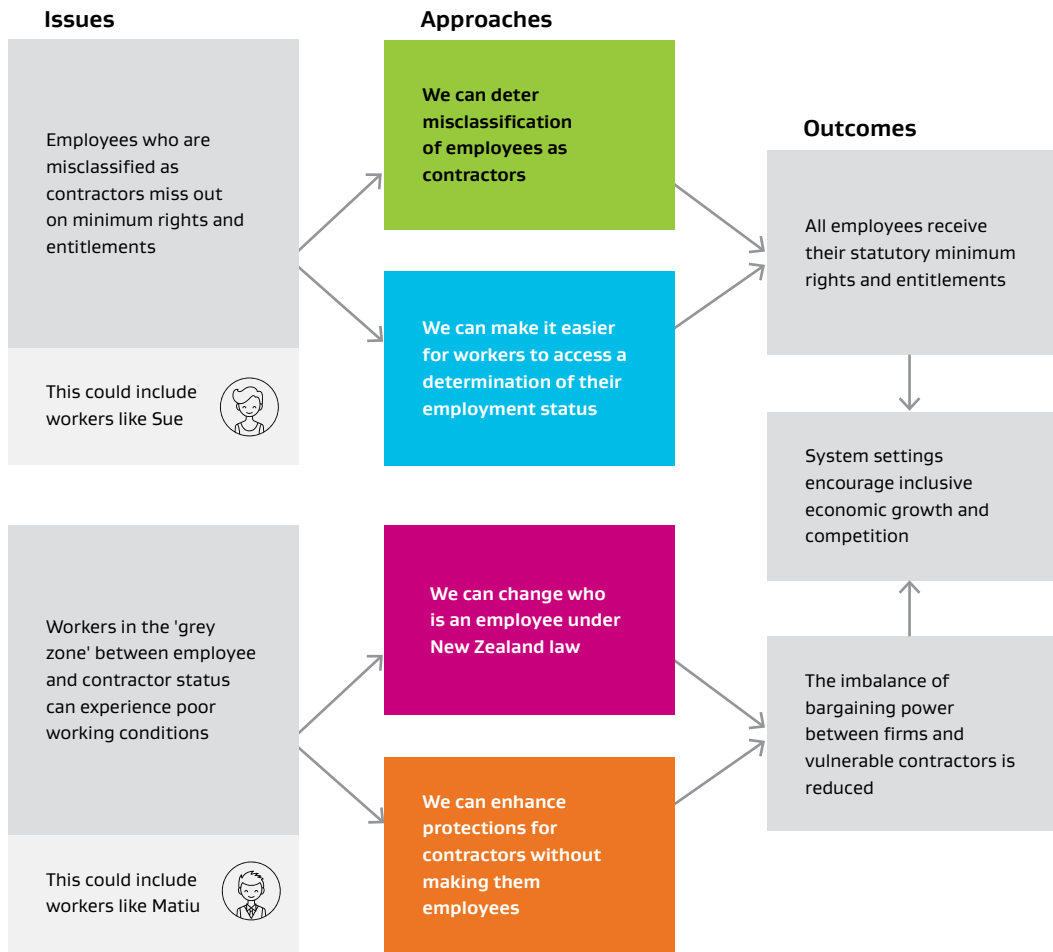 Issues
Employees who are
misclassified as
contractors miss out
on minimum rights and
entitlements
This could include
workers like Sue
Workers in the 'grey
zone' between employee
and contractor status
can experience poor
working conditions
This could include
workers like Matiu
Approaches
We can deter
misclassification
of employees as
contractors
We can make it easier
for workers to access a
determination of their
employment status
We can change who
is an employee under
New Zealand law
We can enhance
protections for
contractors without
making them
employees
Outcomes
All employees receive
their statutory minimum
rights and entitlements
System settings
encourage inclusive
economic growth and
competition
The imbalance of
bargaining power
between firms and
vulnerable contractors is
reduced